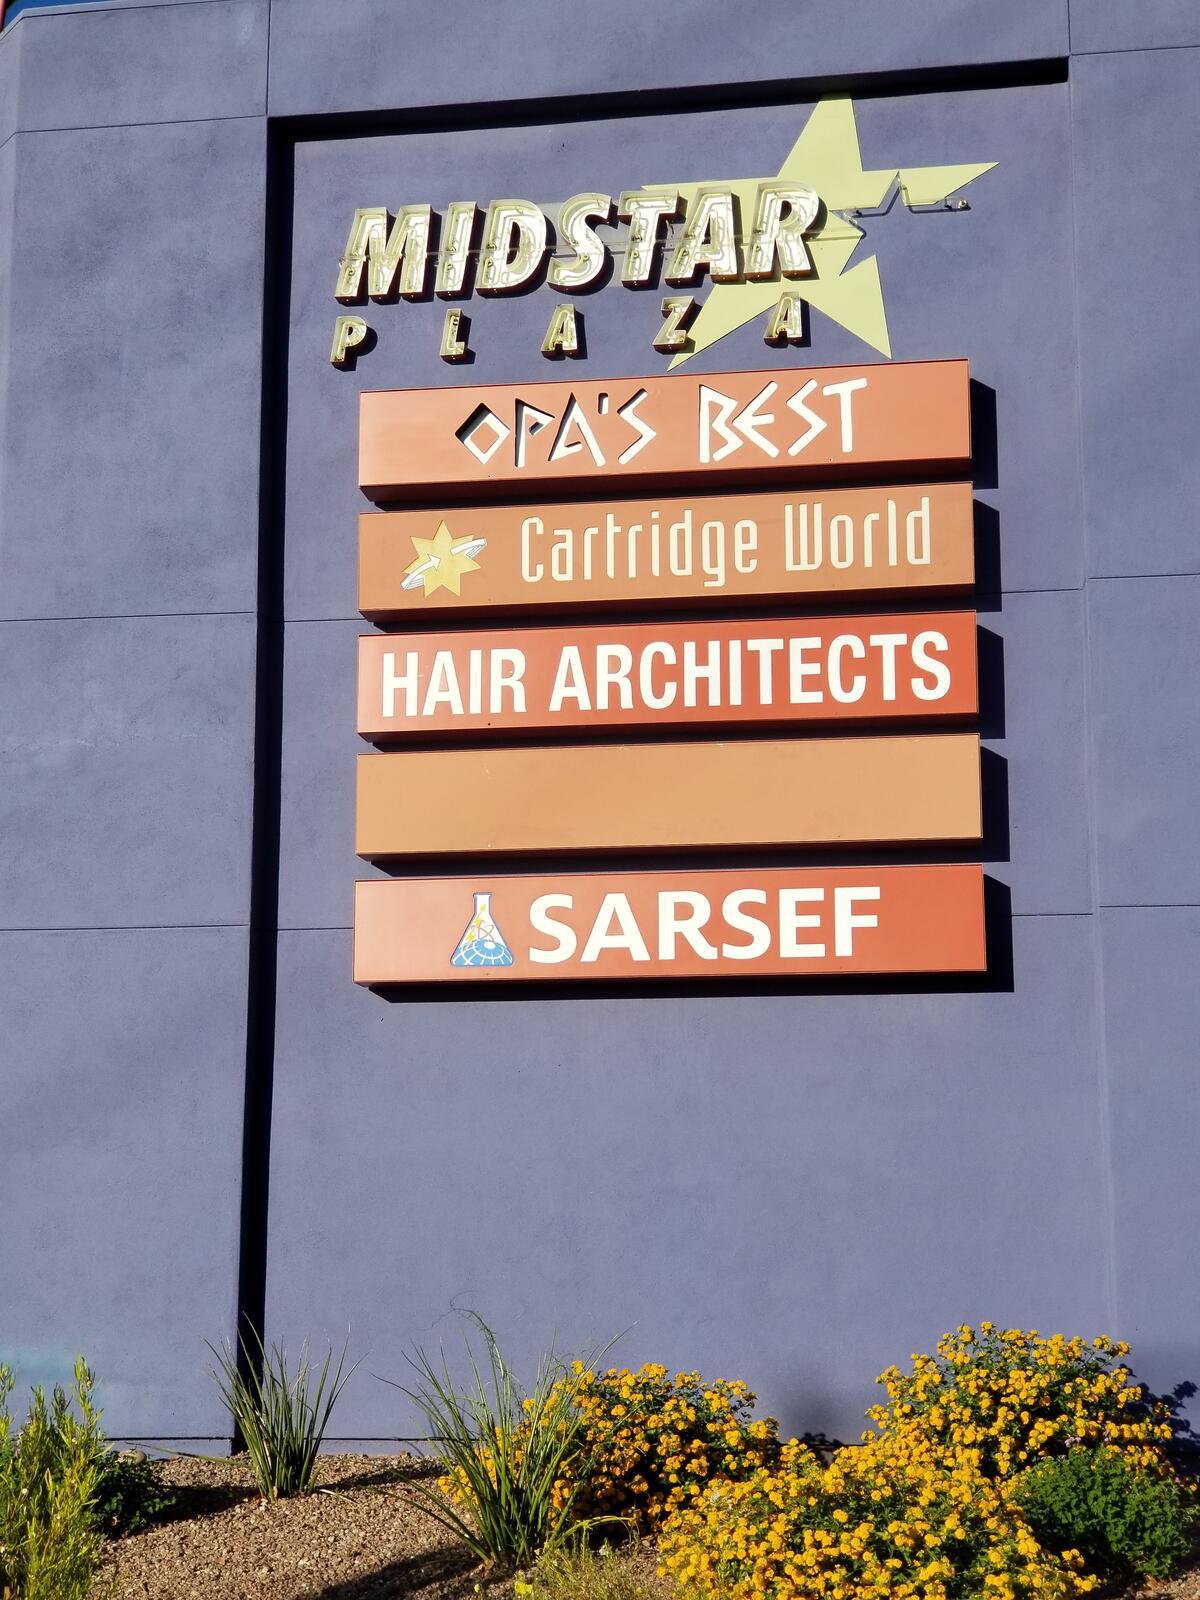 MIDSTAR
PLAZA
OPA'S BEST
Cartridge World
HAIR ARCHITECTS
SARSEF